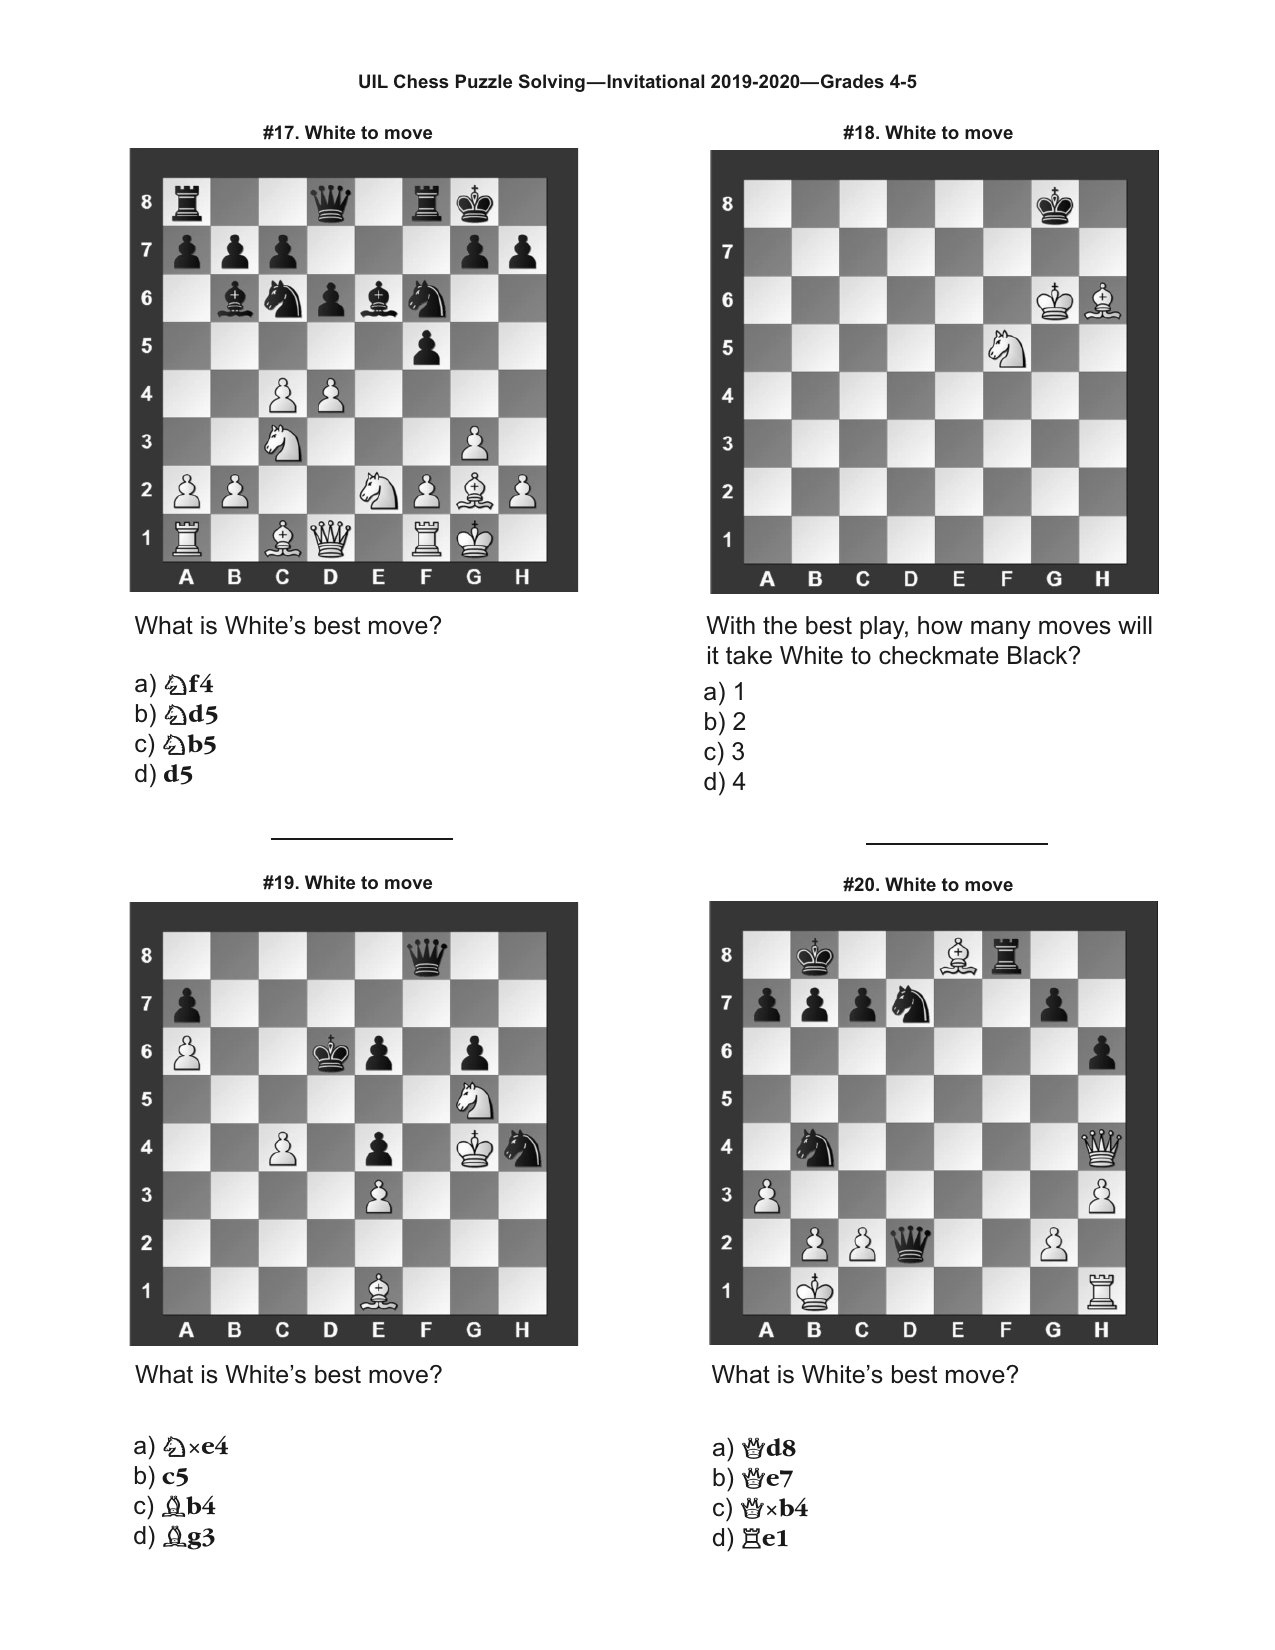 UIL Chess Puzzle Solving—Invitational 2019-2020—Grades 4-5
#17. White to move
8
7
6
5
4
3
2
1
A B C D E F G H
What is White’s best move?
a) ♘f4
b) ♘d5
c) ♘b5
d) d5
#18. White to move
8
7
6
5
4
3
2
1
A B C D E F G H
With the best play, how many moves will
it take White to checkmate Black?
a) 1
b) 2
c) 3
d) 4
#19. White to move
8
7
6
5
4
3
2
1
A B C D E F G H
What is White’s best move?
a) ♘×e4
b) c5
c) ♗b4
d) ♗g3
#20. White to move
8
7
6
5
4
3
2
1
A B C D E F G H
What is White’s best move?
a) ♕d8
b) ♕e7
c) ♕×b4
d) ♖e1